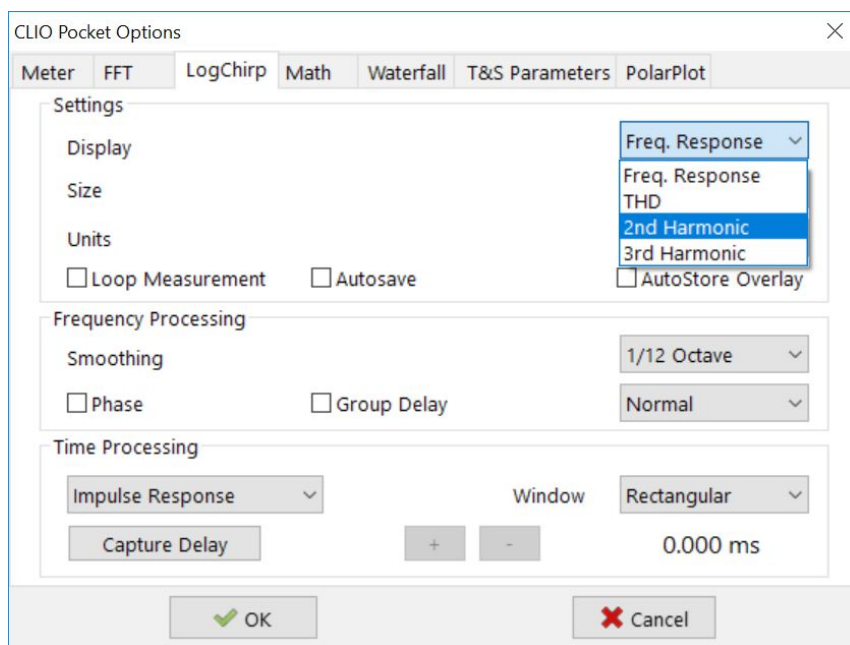 CLIO Pocket Options
Meter FFT LogChirp Math Waterfall T&S Parameters PolarPlot
Settings
Display Freq. Response
Freq. Response
Size
THD
2nd Harmonic
Units
3rd Harmonic
Loop Measurement Autosave AutoStore Overlay
Frequency Processing
Smoothing 1/12 Octave
Phase Group Delay Normal
Time Processing
Impulse Response Window Rectangular
Capture Delay + - 0.000 ms
OK Cancel